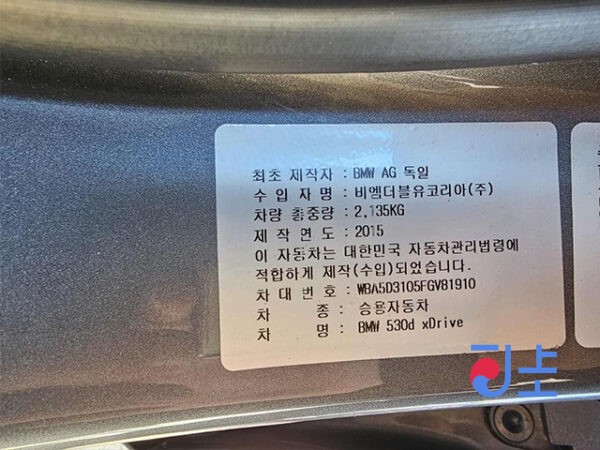 최초 제작자 : BMW AG 독일
수 입 자 명 : 비엠더블유코리아(주)
차량 총중량 : 2,135KG
제 작 연 도 : 2015
이 자동차는 대한민국 자동차관리법령에
적합하게 제작(수입)되었습니다.
차 대 번 호 : WBA5D3105FGV81910
차 종 : 승용자동차
차 명 : BMW 530d xDrive